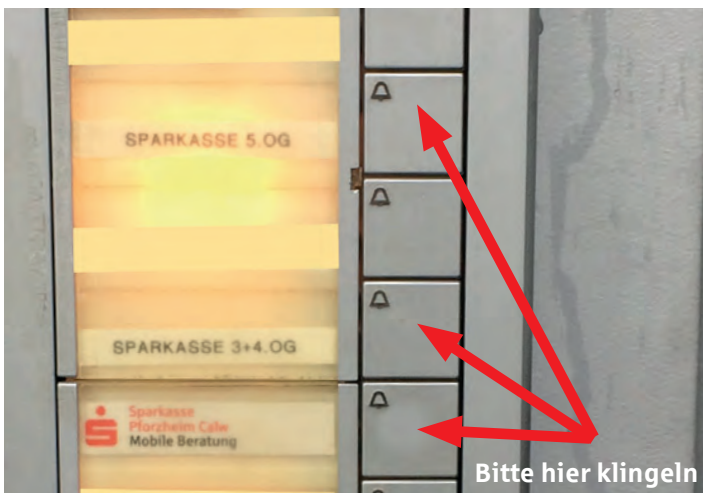 SPARKASSE 5.OG
SPARKASSE 3+4.OG
Sparkasse
Pforzheim Calw
Mobile Beratung
Bitte hier klingeln